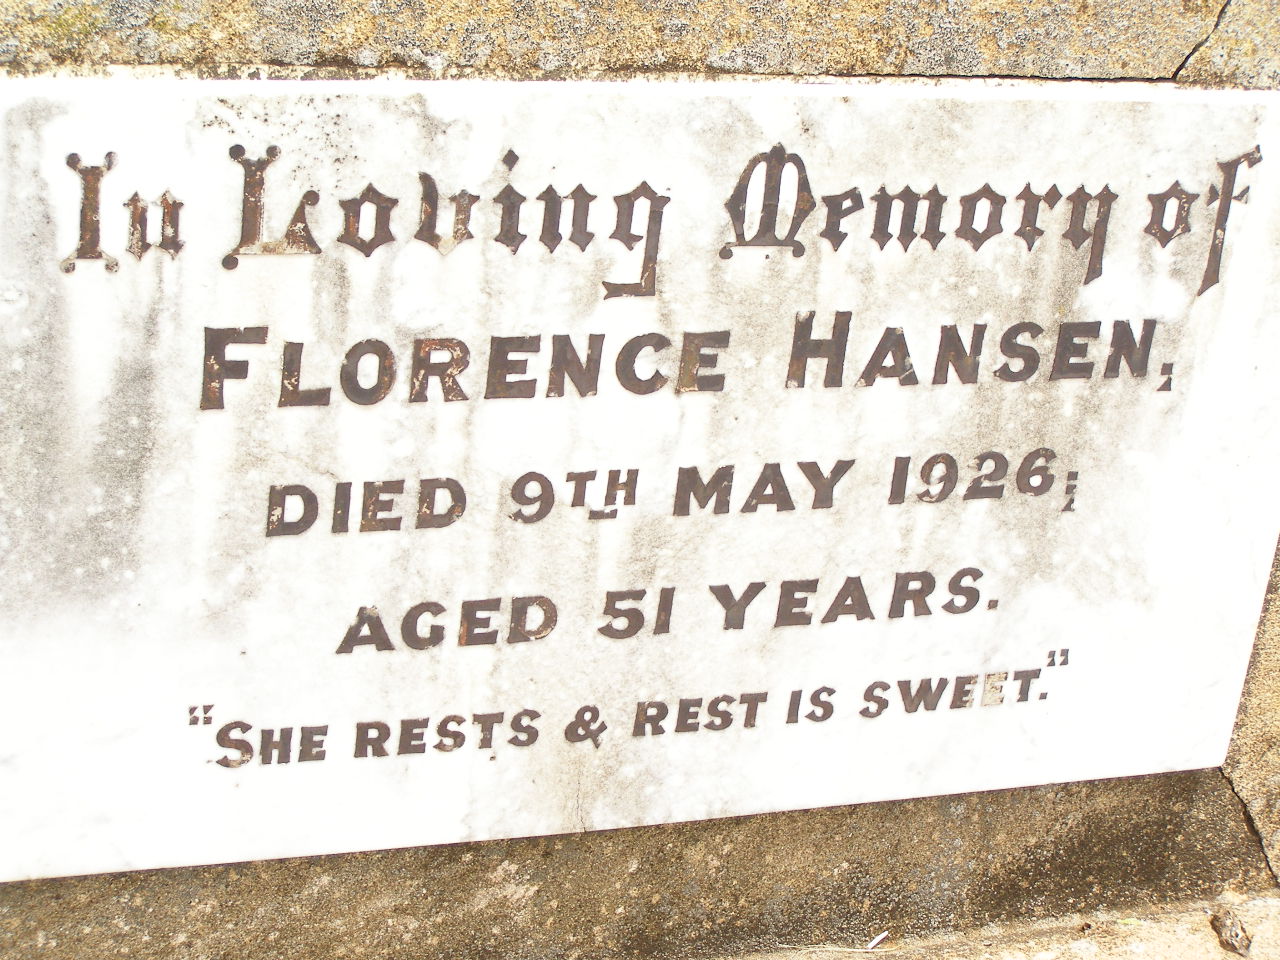 In Loving Memory of
FLORENCE HANSEN,
DIED 9TH MAY 1926;
AGED 51 YEARS.
"SHE RESTS & REST IS SWEET."